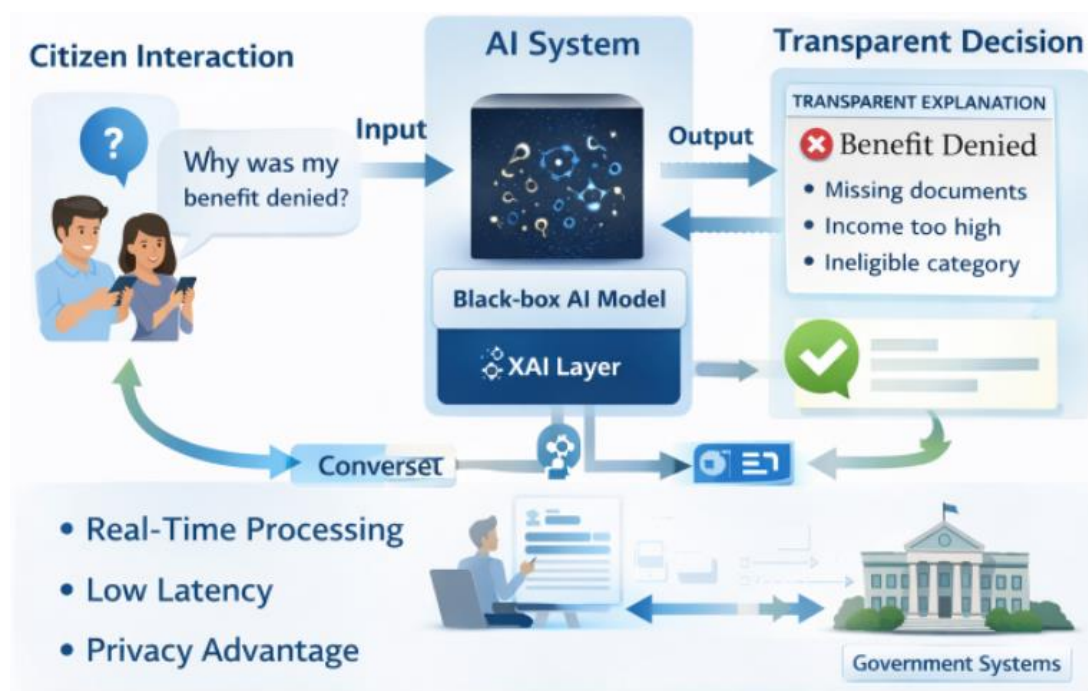 Citizen Interaction
AI System
Transparent Decision
?
Why was my
benefit denied?
Input
Output
TRANSPARENT EXPLANATION
Benefit Denied
• Missing documents
• Income too high
• Ineligible category
Black-box AI Model
XAI Layer
Converset
• Real-Time Processing
• Low Latency
• Privacy Advantage
Government Systems